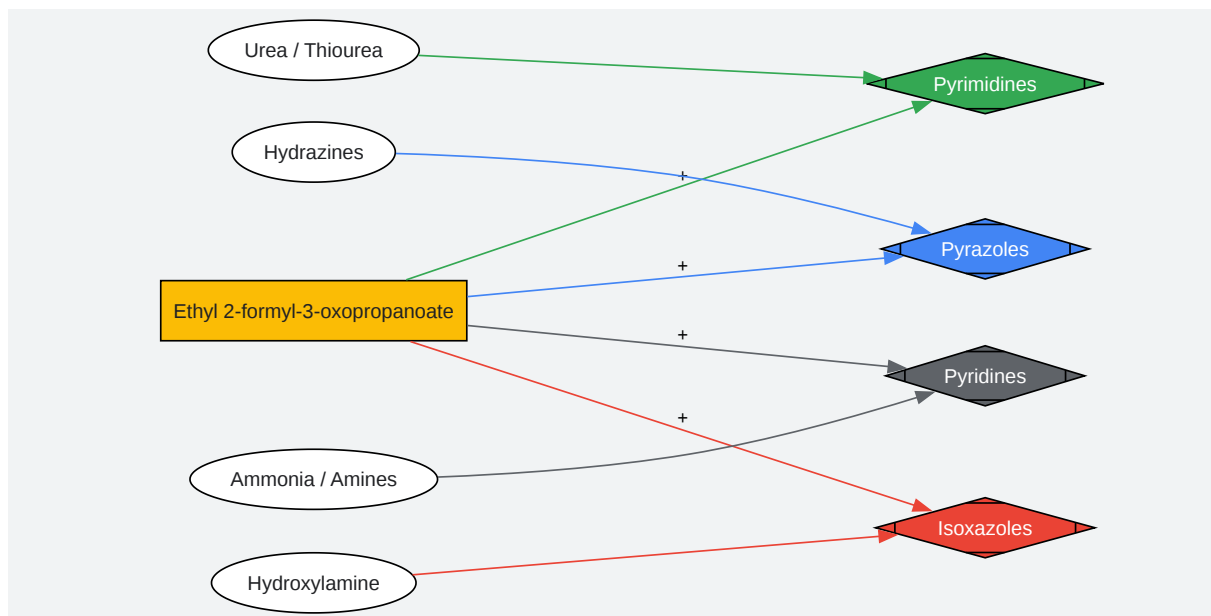 Urea / Thiourea
Pyrimidines
Hydrazines
+
Pyrazoles
+
Ethyl 2-formyl-3-oxopropanoate
+
Pyridines
+
Ammonia / Amines
Isoxazoles
Hydroxylamine